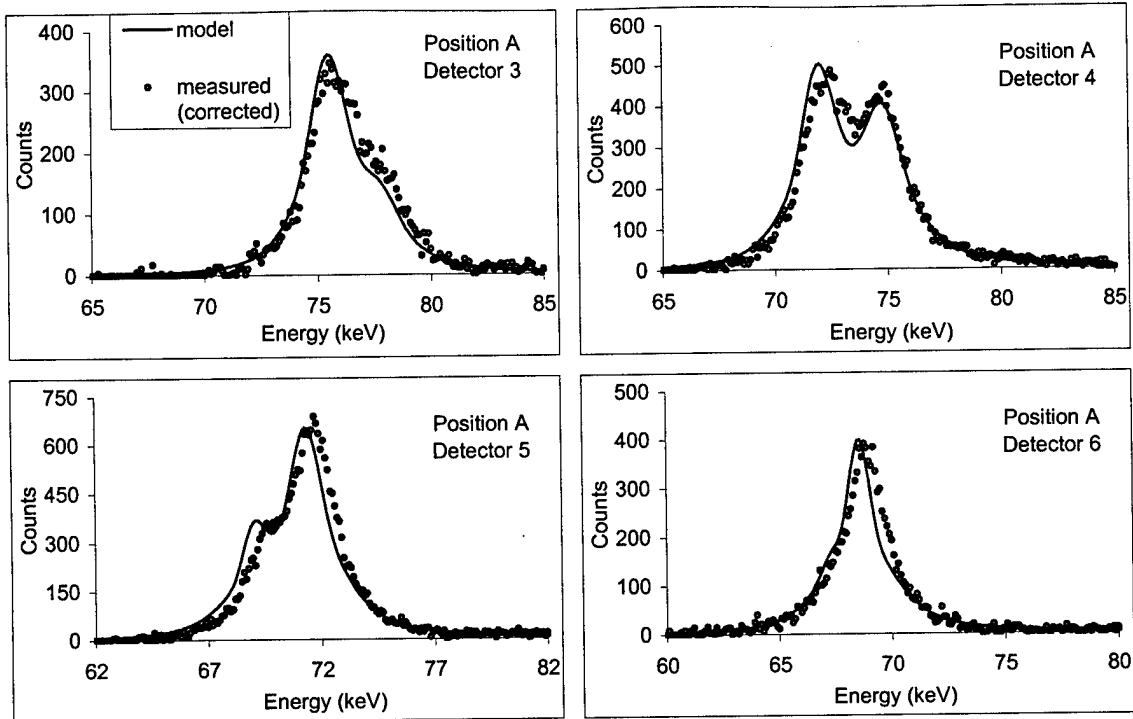 model
measured
(corrected)
Position A
Detector 3
400
300
200
100
0
Counts
65
70
75
80
85
Energy (keV)
Position A
Detector 4
600
500
400
300
200
100
0
Counts
65
70
75
80
85
Energy (keV)
Position A
Detector 5
750
600
450
300
150
0
Counts
62
67
72
77
82
Energy (keV)
Position A
Detector 6
500
400
300
200
100
0
Counts
60
65
70
75
80
Energy (keV)